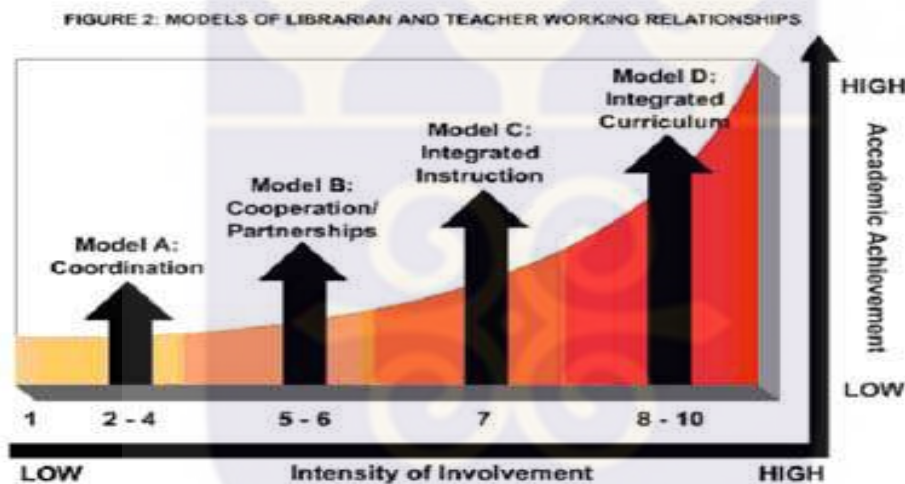 FIGURE 2: MODELS OF LIBRARIAN AND TEACHER WORKING RELATIONSHIPS
Model A:
Coordination
Model B:
Cooperation/
Partnerships
Model C:
Integrated
Instruction
Model D:
Integrated
Curriculum
HIGH
Accademic Achievement
LOW
1
2 - 4
5 - 6
7
8 - 10
LOW
Intensity of Involvement
HIGH